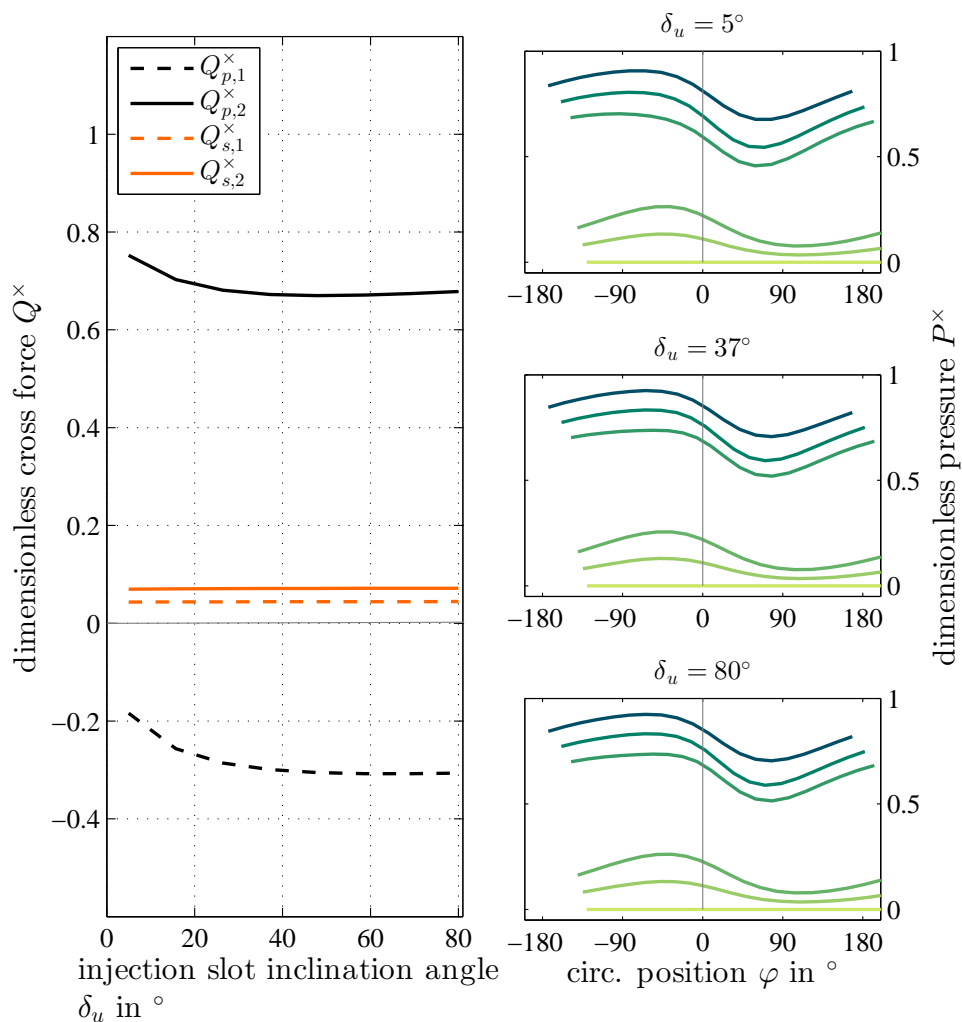 Q×p,1
Q×p,2
Q×s,1
Q×s,2
1
0.8
0.6
0.4
0.2
0
−0.2
−0.4
0 20 40 60 80
dimensionless cross force Q×
injection slot inclination angle
δu in °
δu = 5°
1
0.5
0
−180 −90 0 90 180
δu = 37°
1
0.5
0
−180 −90 0 90 180
δu = 80°
1
0.5
0
−180 −90 0 90 180
circ. position φ in °
dimensionless pressure P×